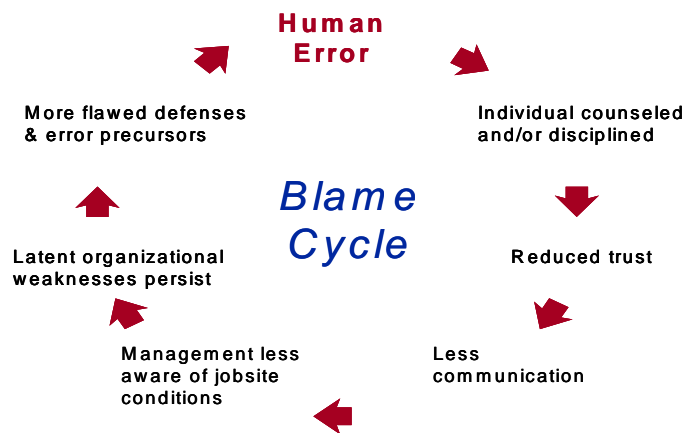 Human
Error
Individual counseled
and/or disciplined
Reduced trust
Less
communication
Management less
aware of jobsite
conditions
Latent organizational
weaknesses persist
More flawed defenses
& error precursors
Blame
Cycle